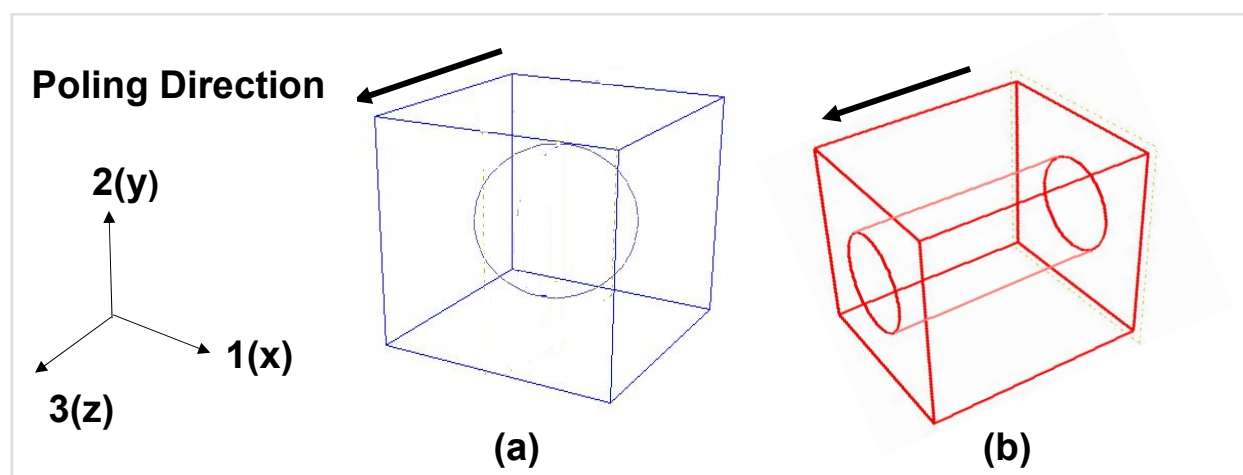 Poling Direction
2(y)
1(x)
3(z)
(a)
(b)